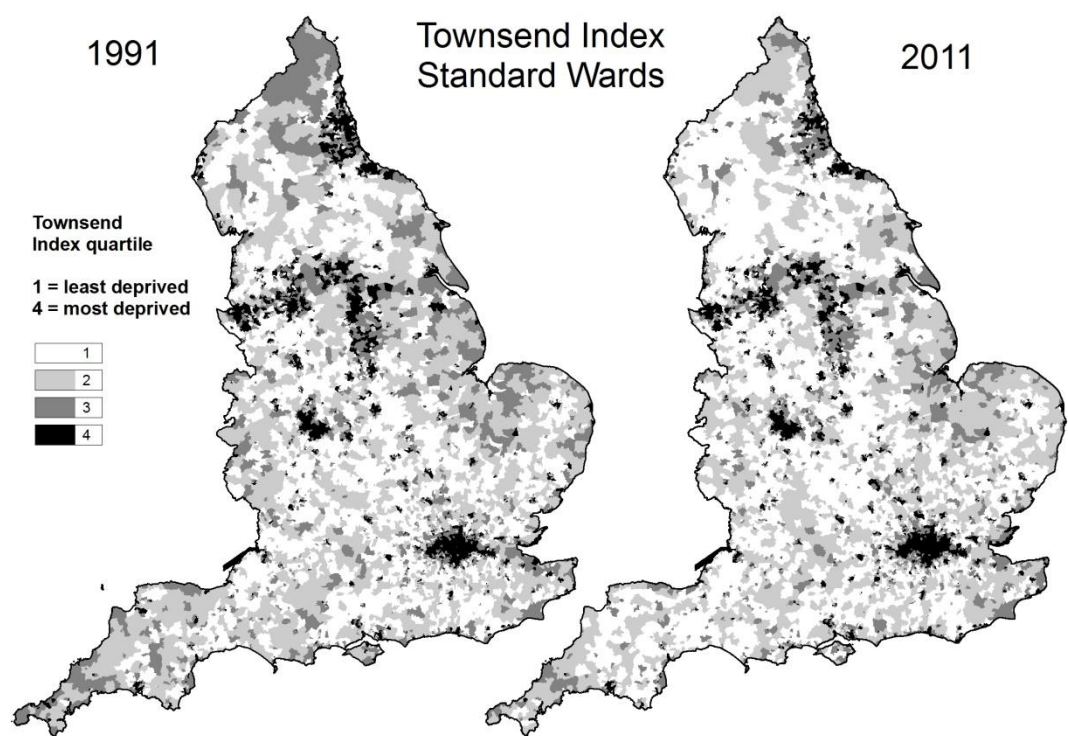 1991
Townsend Index
Standard Wards
2011
Townsend
Index quartile
1 = least deprived
4 = most deprived
1
2
3
4